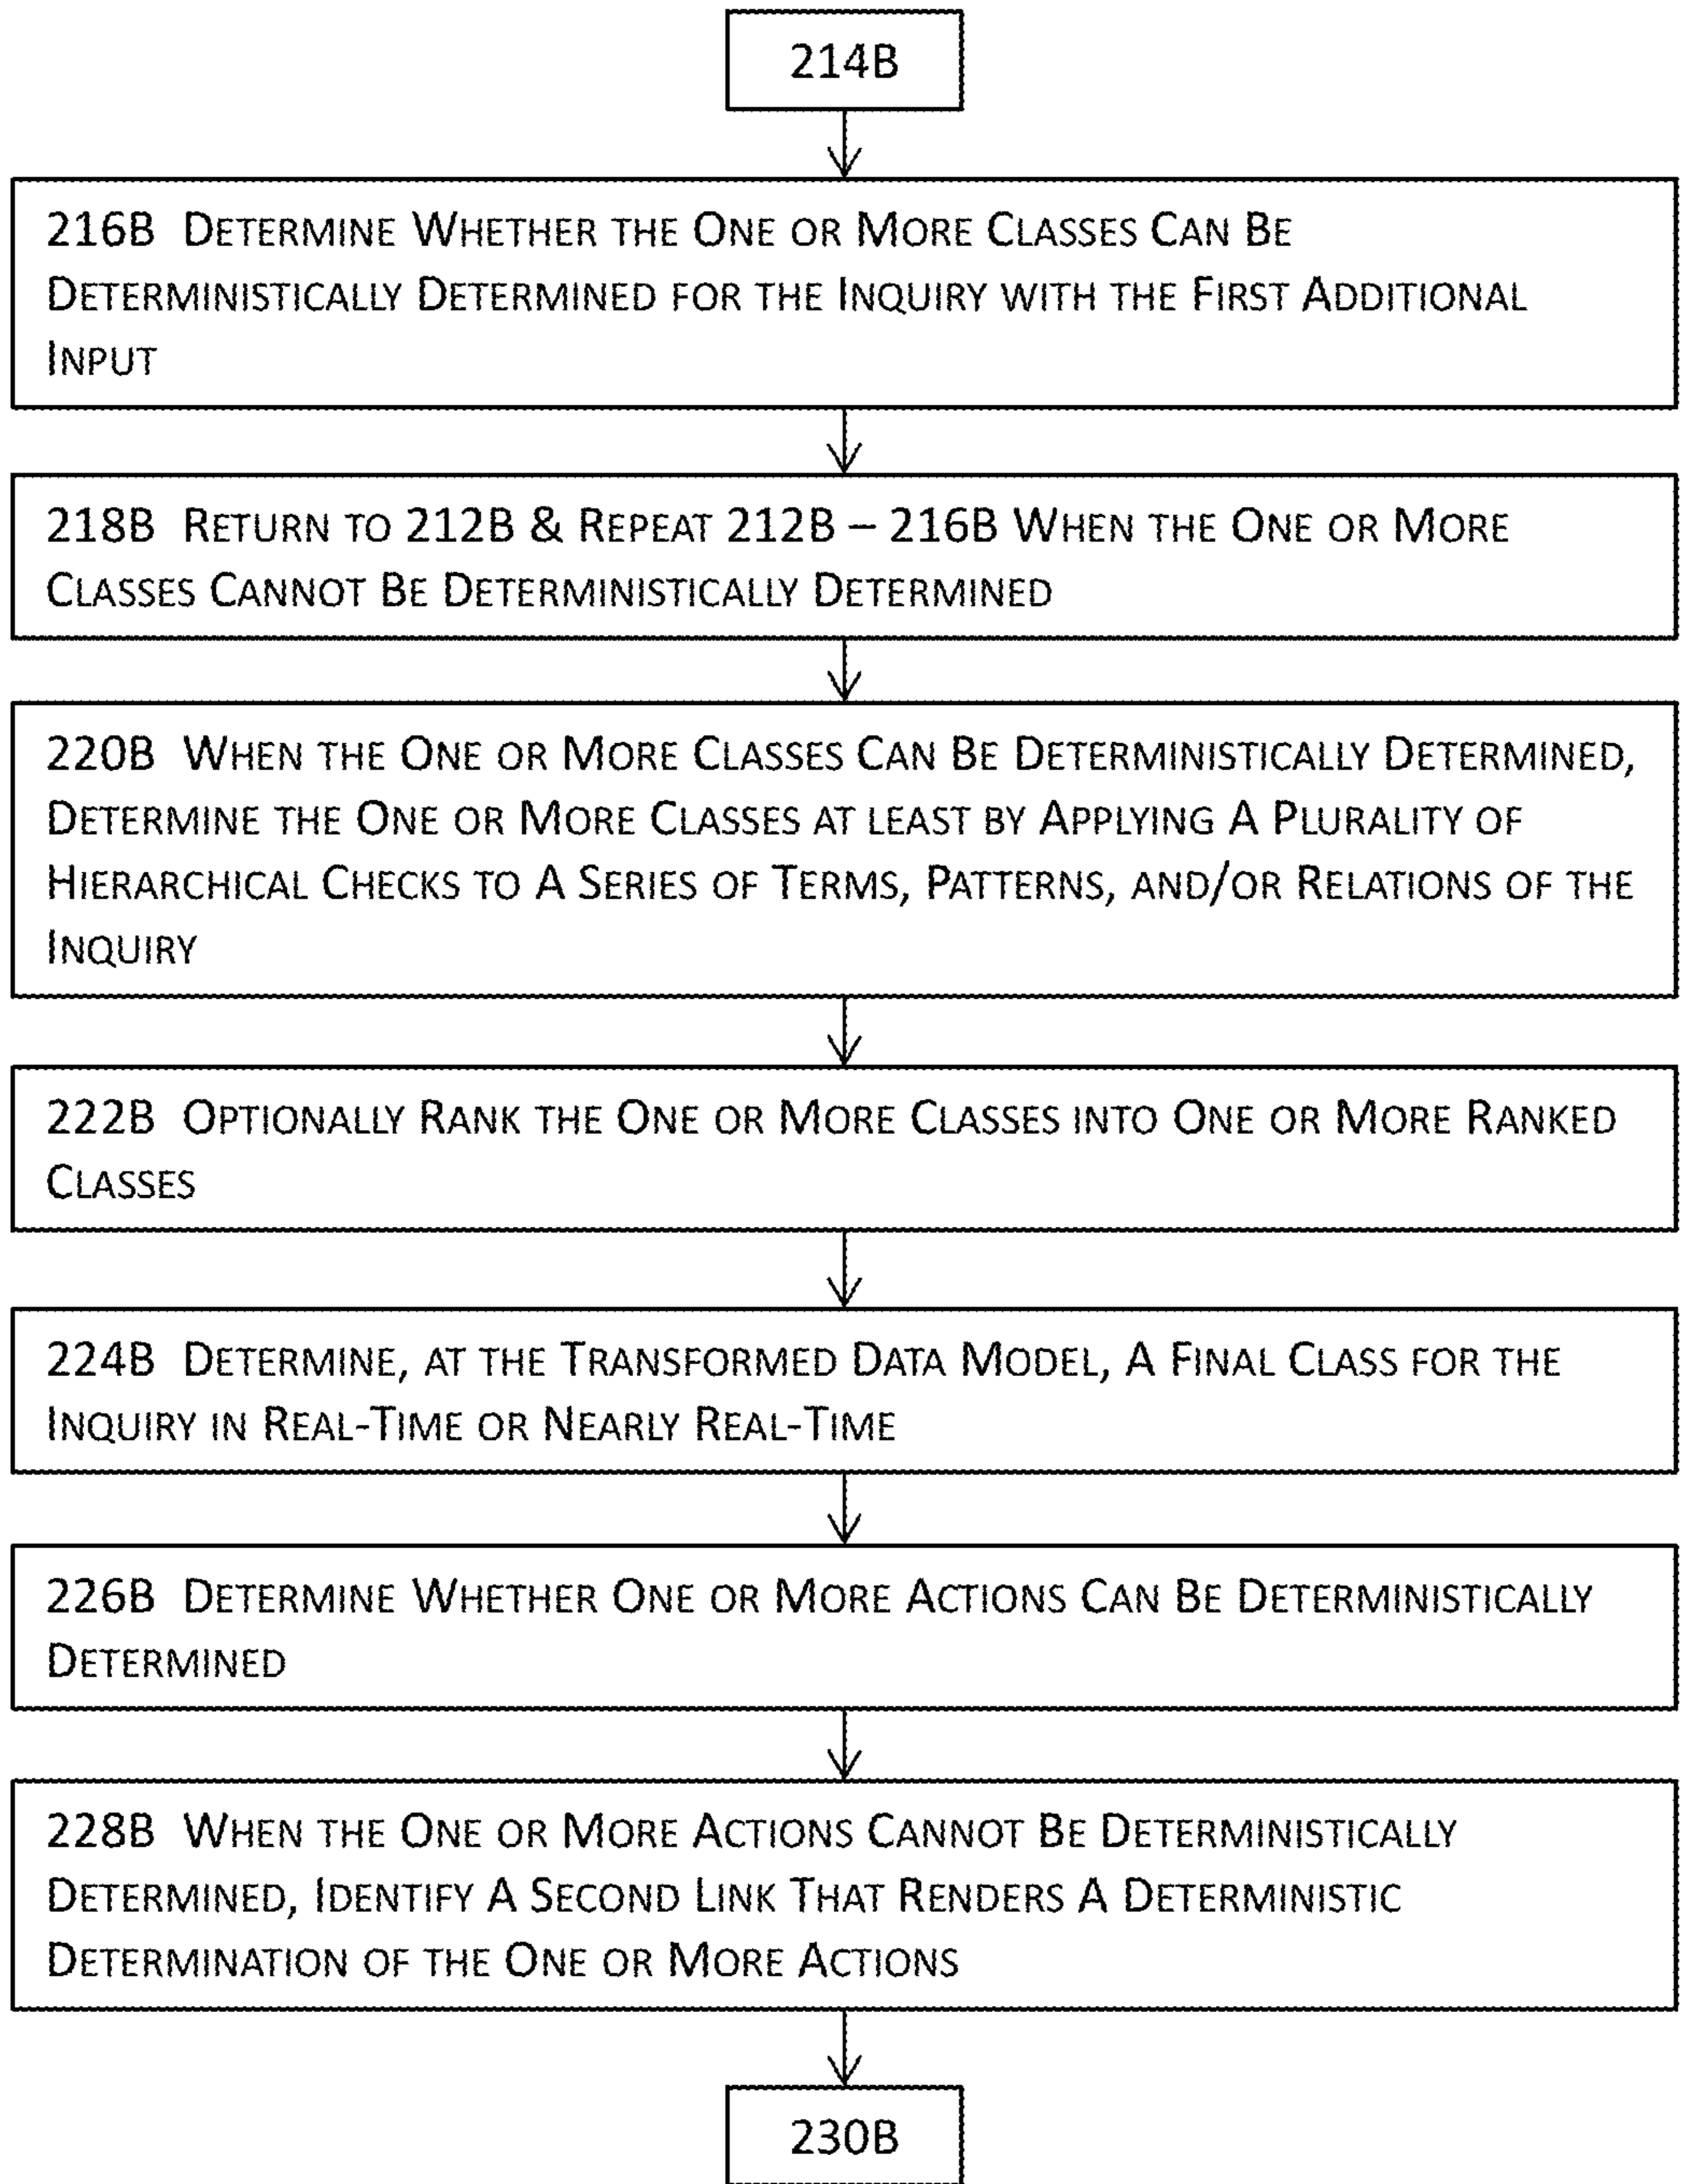 214B
216B Determine Whether the One or More Classes Can Be
Deterministically Determined for the Inquiry with the First Additional
Input
218B Return to 212B & Repeat 212B – 216B When the One or More
Classes Cannot Be Deterministically Determined
220B When the One or More Classes Can Be Deterministically Determined,
Determine the One or More Classes at least by Applying A Plurality of
Hierarchical Checks to A Series of Terms, Patterns, and/or Relations of the
Inquiry
222B Optionally Rank the One or More Classes into One or More Ranked
Classes
224B Determine, at the Transformed Data Model, A Final Class for the
Inquiry in Real-Time or Nearly Real-Time
226B Determine Whether One or More Actions Can Be Deterministically
Determined
228B When the One or More Actions Cannot Be Deterministically
Determined, Identify A Second Link That Renders A Deterministic
Determination of the One or More Actions
230B